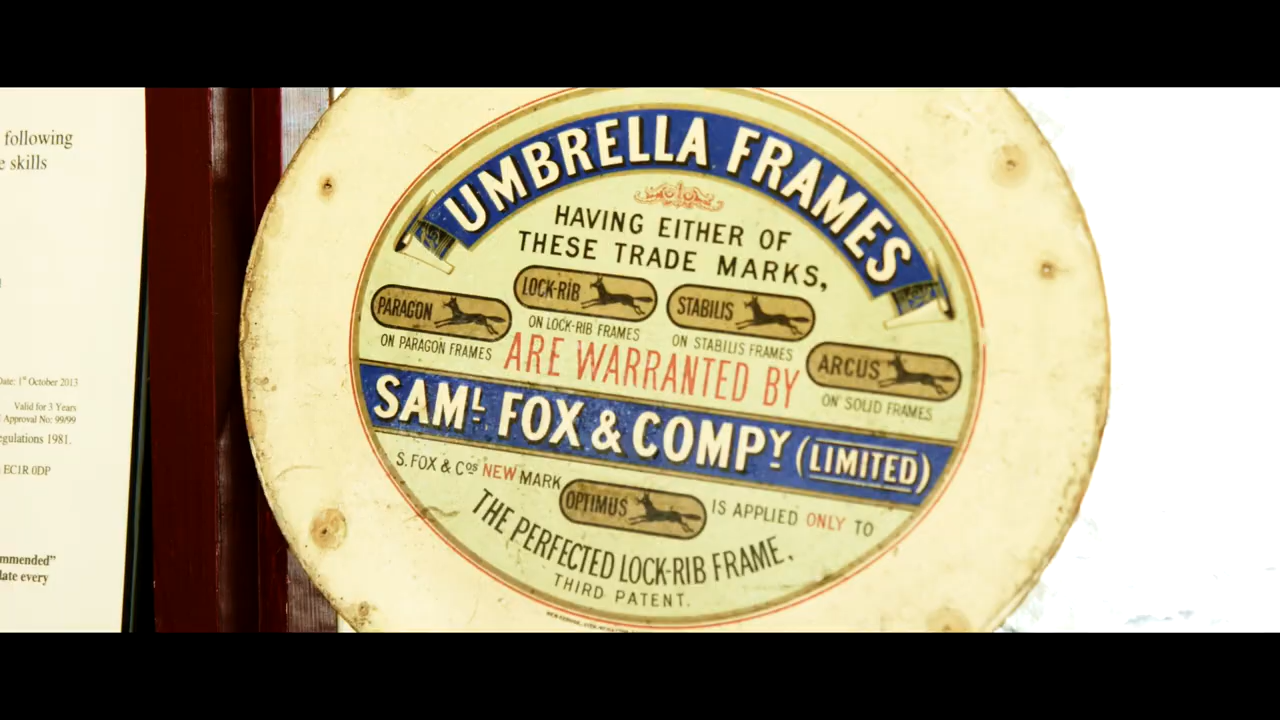 following
skills
Date: 1st October 2013
Valid for 3 Years
Approval No: 99/99
egulations 1981.
EC1R 0DP
mmended”
late every
UMBRELLA FRAMES
HAVING EITHER OF
THESE TRADE MARKS,
PARAGON
ON PARAGON FRAMES
LOCK-RIB
ON LOCK-RIB FRAMES
STABILIS
ON STABILIS FRAMES
ARCUS
ON SOLID FRAMES
ARE WARRANTED BY
SAML FOX & COMPY (LIMITED)
S. FOX & COS NEW MARK OPTIMUS IS APPLIED ONLY TO
THE PERFECTED LOCK-RIB FRAME.
THIRD PATENT.